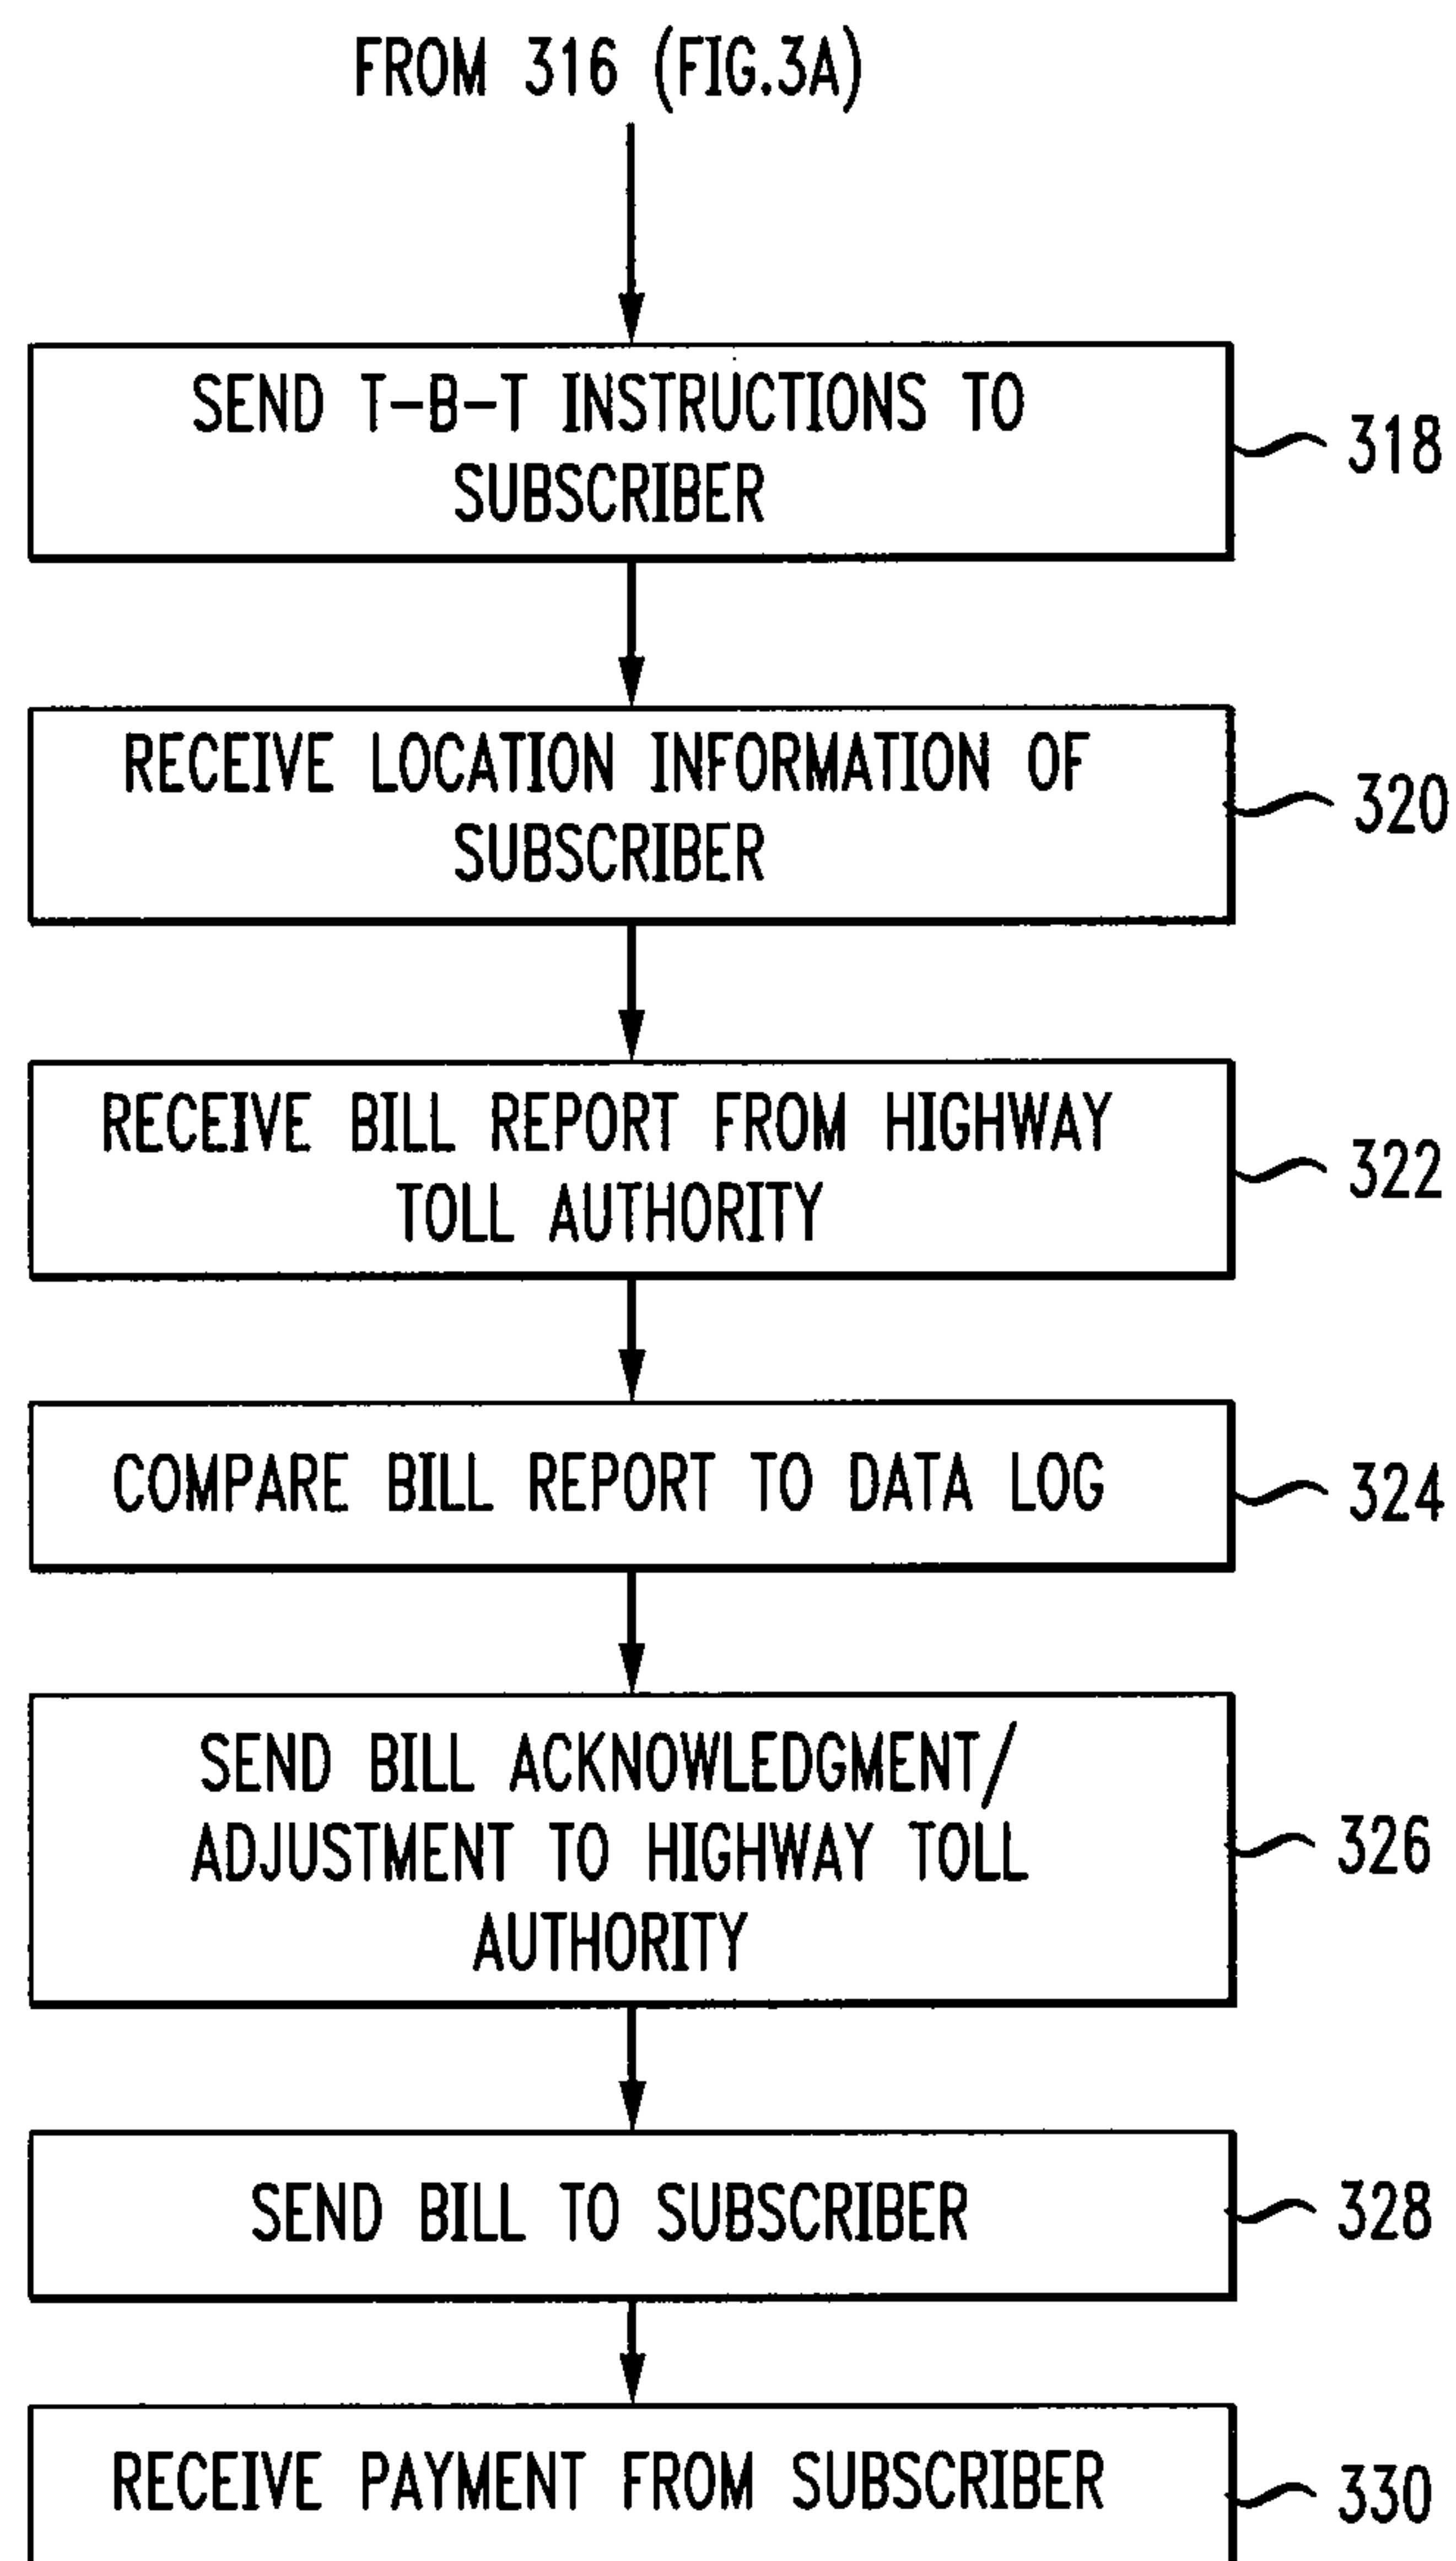 FROM 316 (FIG.3A)
SEND T-B-T INSTRUCTIONS TO
SUBSCRIBER
318
RECEIVE LOCATION INFORMATION OF
SUBSCRIBER
320
RECEIVE BILL REPORT FROM HIGHWAY
TOLL AUTHORITY
322
COMPARE BILL REPORT TO DATA LOG
324
SEND BILL ACKNOWLEDGMENT/
ADJUSTMENT TO HIGHWAY TOLL
AUTHORITY
326
SEND BILL TO SUBSCRIBER
328
RECEIVE PAYMENT FROM SUBSCRIBER
330